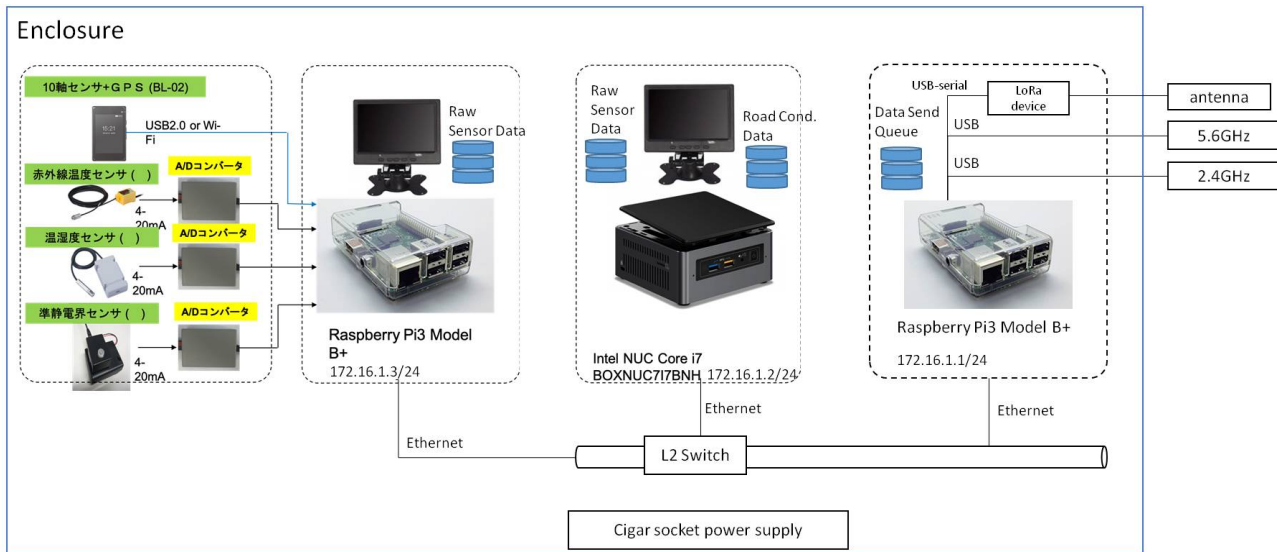 Enclosure
10軸センサ+GPS (BL-02)
USB2.0 or Wi-
Fi
赤外線温度センサ( )
A/Dコンバータ
4-
20mA
温湿度センサ( )
A/Dコンバータ
4-
20mA
準静電界センサ( )
A/Dコンバータ
4-
20mA
Raw
Sensor Data
Raspberry Pi3 Model
B+
172.16.1.3/24
Raw
Sensor
Data
Road Cond.
Data
Intel NUC Core i7
BOXNUC7I7BNH
172.16.1.2/24
USB-serial
LoRa
device
Data Send
Queue
USB
USB
Raspberry Pi3 Model B+
172.16.1.1/24
antenna
5.6GHz
2.4GHz
Ethernet
Ethernet
Ethernet
L2 Switch
Cigar socket power supply